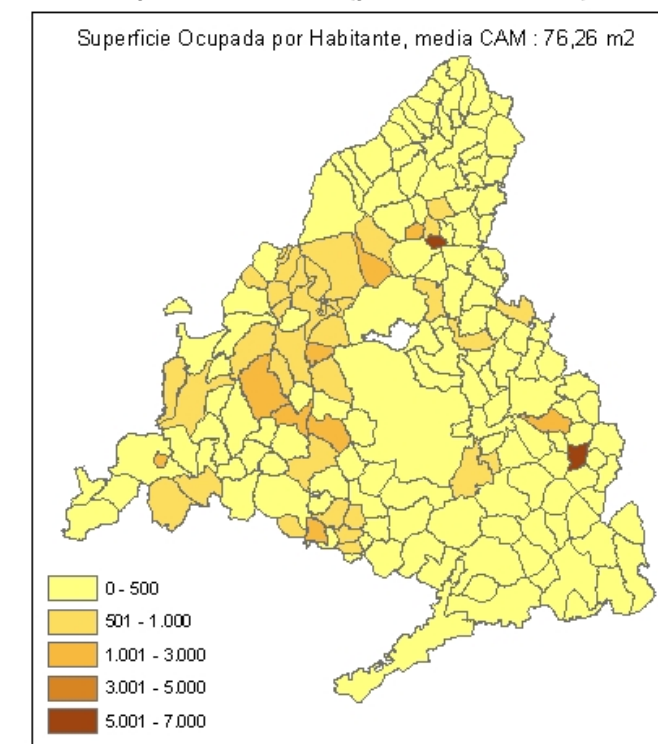 Superficie Ocupada por Habitante, media CAM : 76,26 m2
0 - 500
501 - 1.000
1.001 - 3.000
3.001 - 5.000
5.001 - 7.000